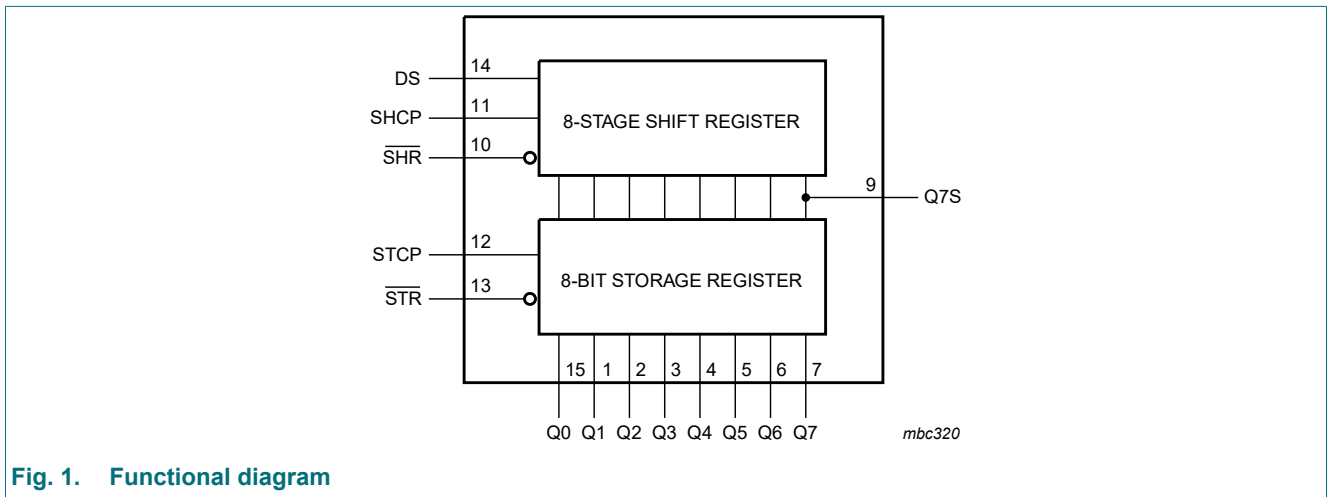 DS 14
SHCP 11
8-STAGE SHIFT REGISTER
SHR 10
9 Q7S
STCP 12
8-BIT STORAGE REGISTER
STR 13
15 1 2 3 4 5 6 7
Q0 Q1 Q2 Q3 Q4 Q5 Q6 Q7
mbc320
Fig. 1. Functional diagram